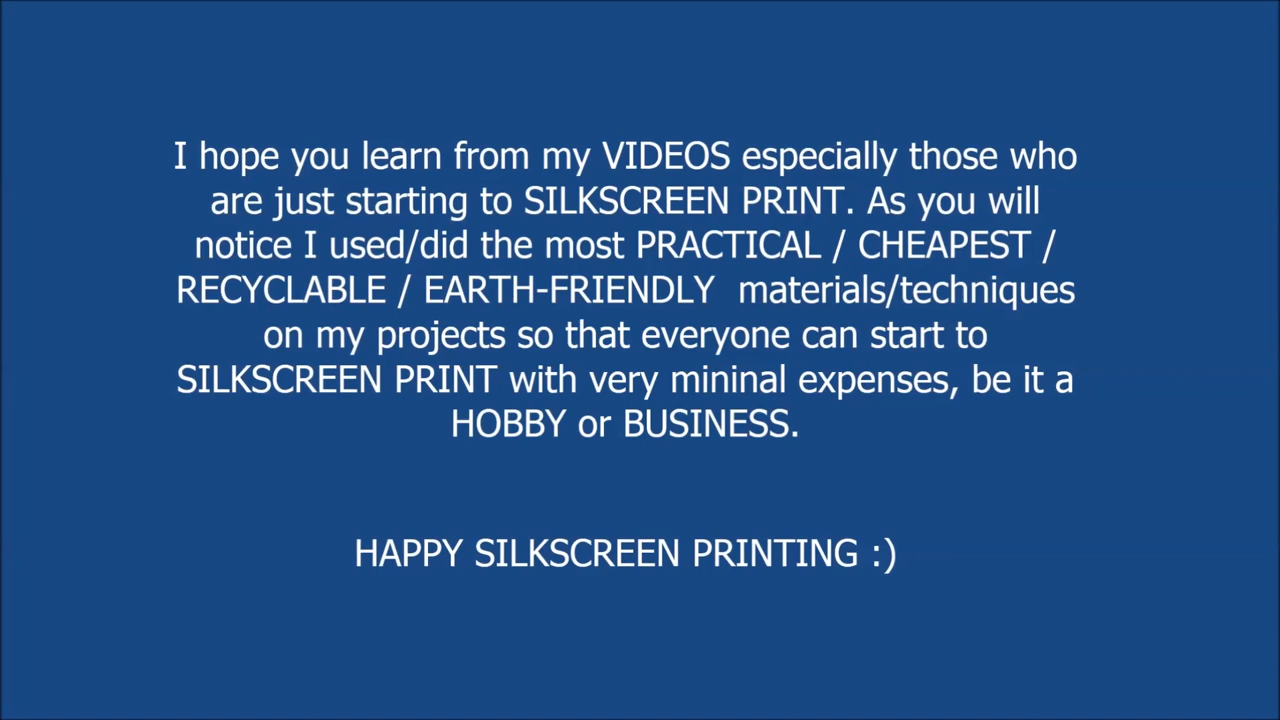 I hope you learn from my VIDEOS especially those who
are just starting to SILKSCREEN PRINT. As you will
notice I used/did the most PRACTICAL / CHEAPEST /
RECYCLABLE / EARTH-FRIENDLY  materials/techniques
on my projects so that everyone can start to
SILKSCREEN PRINT with very mininal expenses, be it a
HOBBY or BUSINESS.
HAPPY SILKSCREEN PRINTING :)